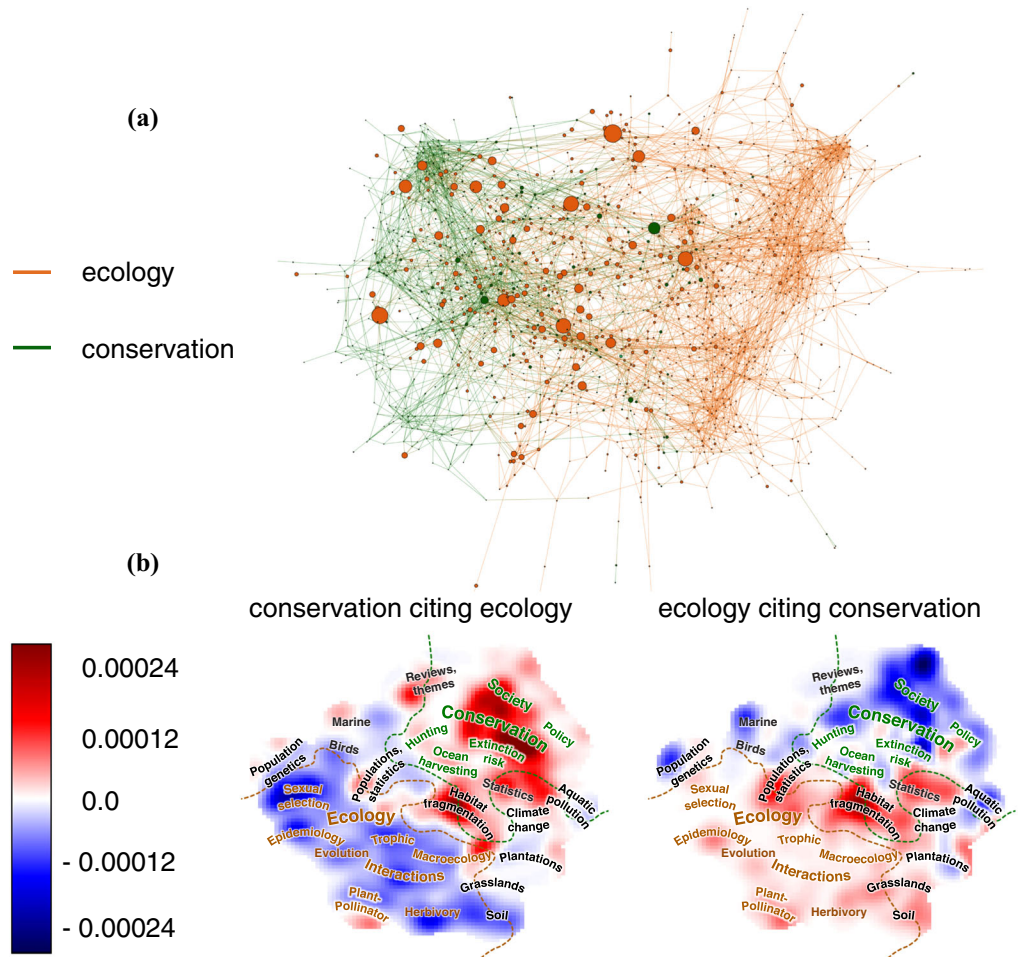 (a)
ecology
conservation
(b)
conservation citing ecology
ecology citing conservation
0.00024
0.00012
0.0
- 0.00012
- 0.00024
Reviews,
themes
Society
Marine
Conservation
Policy
Hunting
Birds
Population
genetics
Populations,
statistics
Ocean
harvesting
Extinction
risk
Sexual
selection
Statistics
Aquatic
pollution
Habitat
fragmentation
Climate
change
Ecology
Epidemiology
Trophic
Evolution
Macroecology
Plantations
Interactions
Grasslands
Plant-
Pollinator
Herbivory
Soil
Reviews,
themes
Society
Marine
Conservation
Policy
Hunting
Birds
Population
genetics
Populations,
statistics
Ocean
harvesting
Extinction
risk
Sexual
selection
Statistics
Aquatic
pollution
Habitat
fragmentation
Climate
change
Ecology
Epidemiology
Trophic
Evolution
Macroecology
Plantations
Interactions
Grasslands
Plant-
Pollinator
Herbivory
Soil